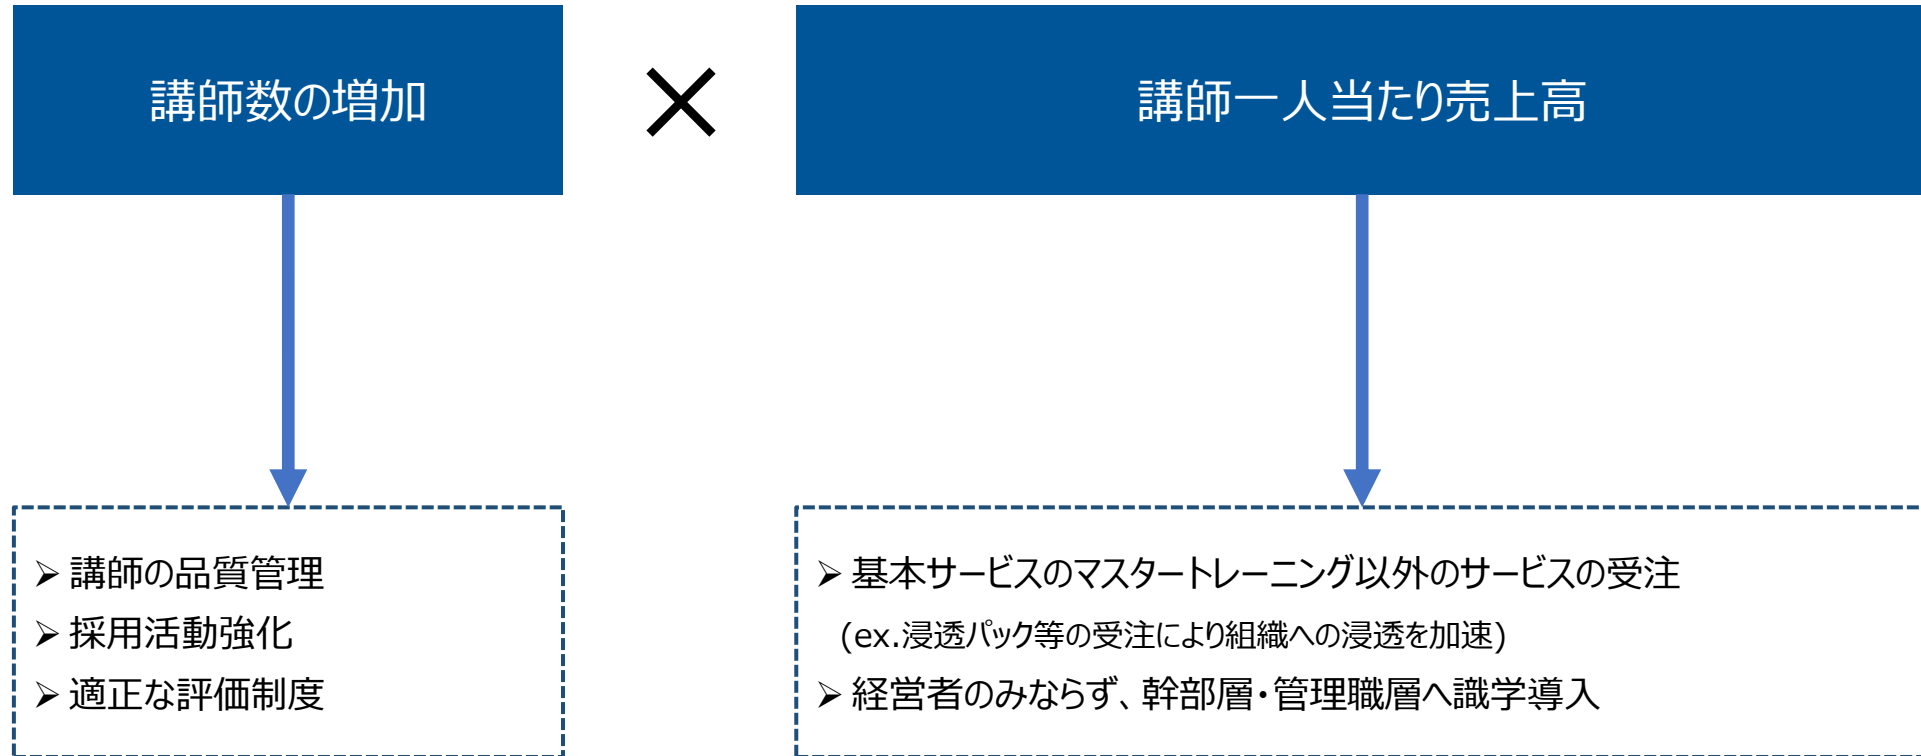 講師数の増加
×
講師一人当たり売上高
➢ 講師の品質管理
➢ 採用活動強化
➢ 適正な評価制度
➢ 基本サービスのマスタートレーニング以外のサービスの受注
(ex.浸透パック等の受注により組織への浸透を加速)
➢ 経営者のみならず、幹部層・管理職層へ識学導入